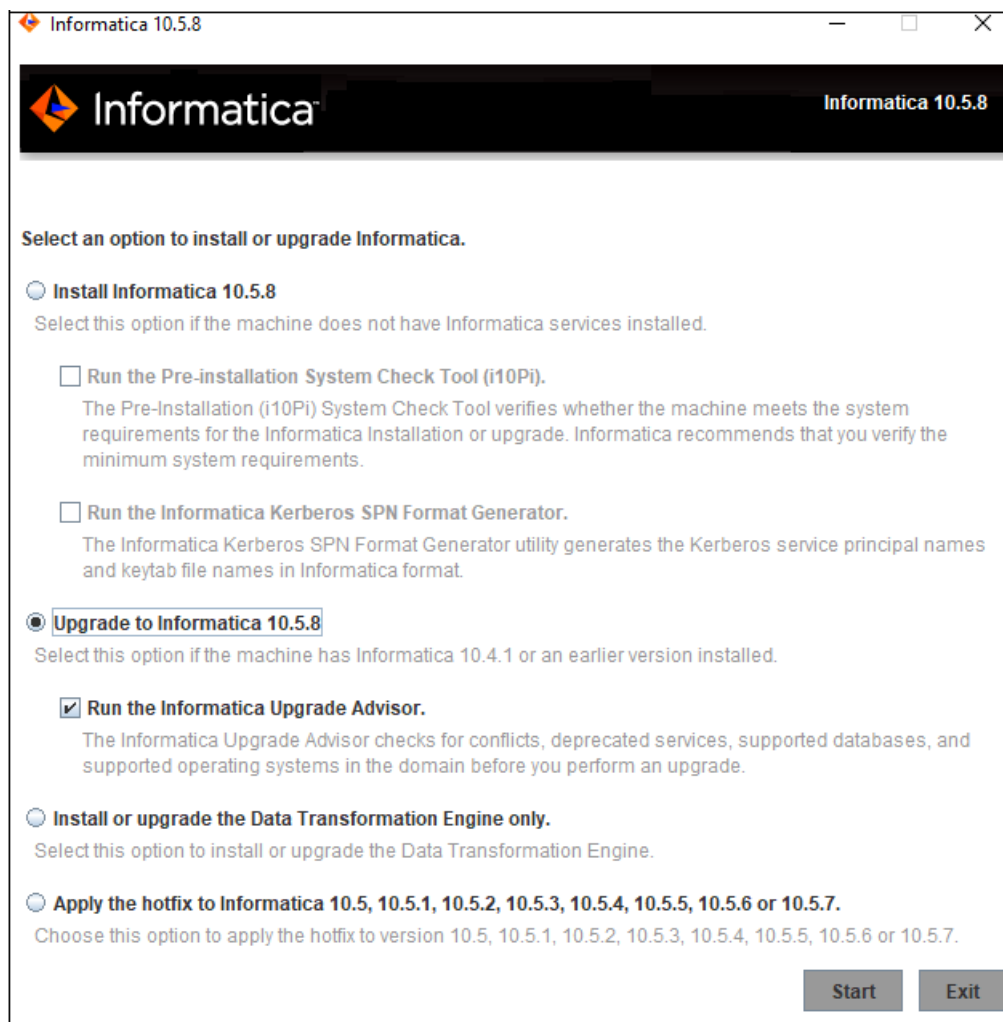 Informatica 10.5.8
Informatica
Informatica 10.5.8
Select an option to install or upgrade Informatica.
Install Informatica 10.5.8
Select this option if the machine does not have Informatica services installed.
Run the Pre-installation System Check Tool (i10Pi).
The Pre-Installation (i10Pi) System Check Tool verifies whether the machine meets the system
requirements for the Informatica Installation or upgrade. Informatica recommends that you verify the
minimum system requirements.
Run the Informatica Kerberos SPN Format Generator.
The Informatica Kerberos SPN Format Generator utility generates the Kerberos service principal names
and keytab file names in Informatica format.
Upgrade to Informatica 10.5.8
Select this option if the machine has Informatica 10.4.1 or an earlier version installed.
Run the Informatica Upgrade Advisor.
The Informatica Upgrade Advisor checks for conflicts, deprecated services, supported databases, and
supported operating systems in the domain before you perform an upgrade.
Install or upgrade the Data Transformation Engine only.
Select this option to install or upgrade the Data Transformation Engine.
Apply the hotfix to Informatica 10.5, 10.5.1, 10.5.2, 10.5.3, 10.5.4, 10.5.5, 10.5.6 or 10.5.7.
Choose this option to apply the hotfix to version 10.5, 10.5.1, 10.5.2, 10.5.3, 10.5.4, 10.5.5, 10.5.6 or 10.5.7.
Start Exit